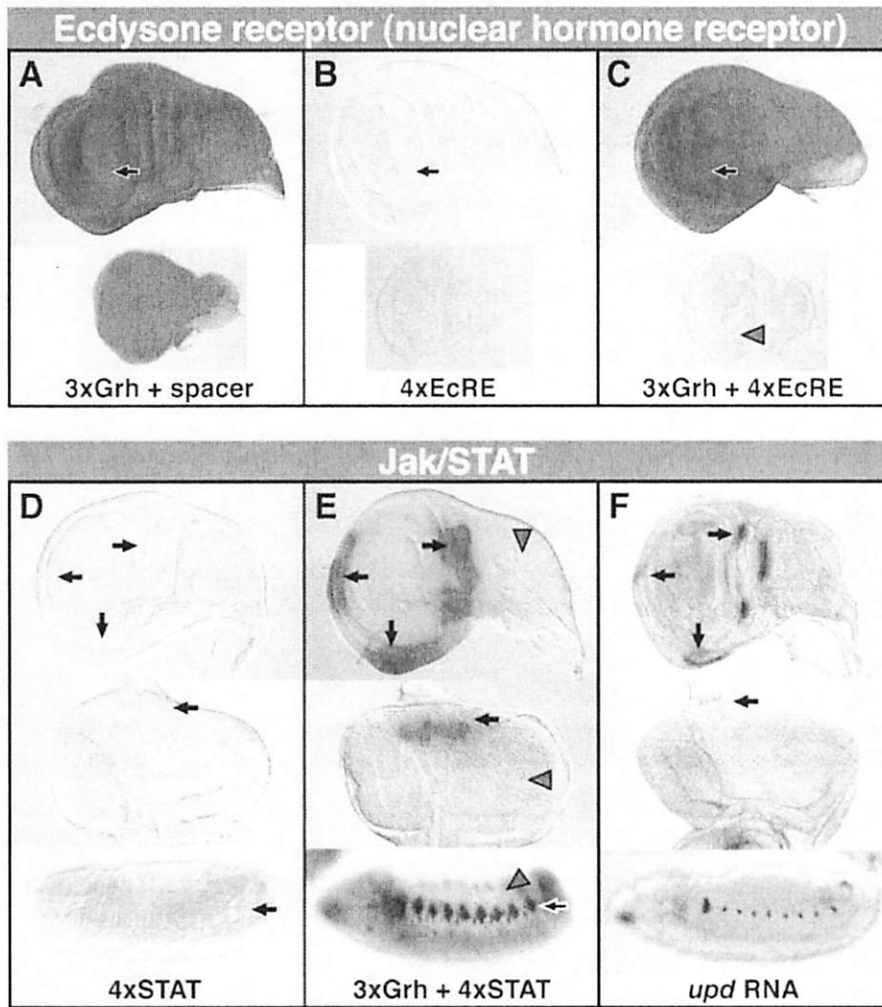 Ecdysone receptor (nuclear hormone receptor)
A
B
C
3xGrh + spacer
4xEcRE
3xGrh + 4xEcRE
Jak/STAT
D
E
F
4xSTAT
3xGrh + 4xSTAT
upd RNA